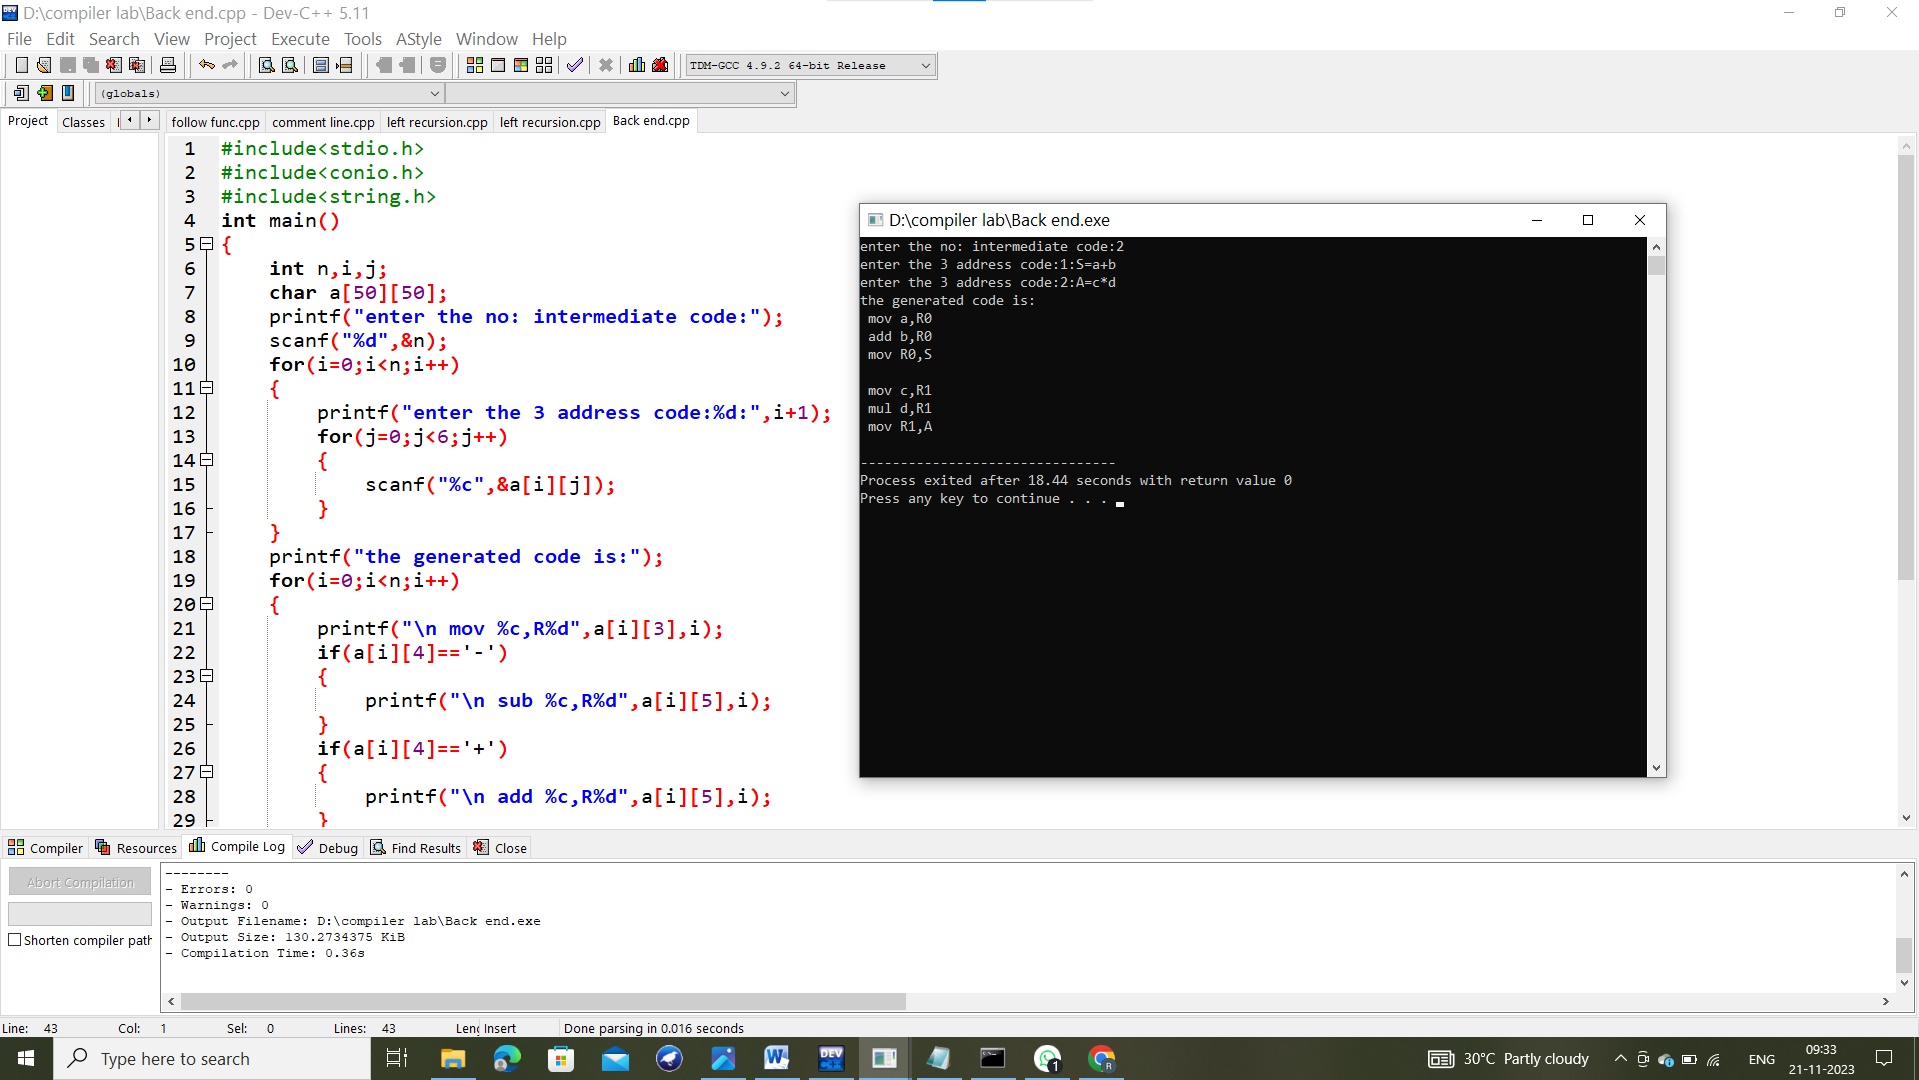 D:\compiler lab\Back end.cpp - Dev-C++ 5.11
File Edit Search View Project Execute Tools AStyle Window Help
TDM-GCC 4.9.2 64-bit Release
(globals)
Project Classes
follow func.cpp comment line.cpp left recursion.cpp left recursion.cpp Back end.cpp
1 #include<stdio.h>
2 #include<conio.h>
3 #include<string.h>
4 int main()
5 {
6 int n,i,j;
7 char a[50][50];
8 printf("enter the no: intermediate code:");
9 scanf("%d",&n);
10 for(i=0;i<n;i++)
11 {
12 printf("enter the 3 address code:%d:",i+1);
13 for(j=0;j<6;j++)
14 {
15 scanf("%c",&a[i][j]);
16 }
17 }
18 printf("the generated code is:");
19 for(i=0;i<n;i++)
20 {
21 printf("\n mov %c,R%d",a[i][3],i);
22 if(a[i][4]=='-')
23 {
24 printf("\n sub %c,R%d",a[i][5],i);
25 }
26 if(a[i][4]=='+')
27 {
28 printf("\n add %c,R%d",a[i][5],i);
29 }
D:\compiler lab\Back end.exe
enter the no: intermediate code:2
enter the 3 address code:1:S=a+b
enter the 3 address code:2:A=c*d
the generated code is:
mov a,R0
add b,R0
mov R0,S
mov c,R1
mul d,R1
mov R1,A
--------------------------------
Process exited after 18.44 seconds with return value 0
Press any key to continue . . .
Compiler Resources Compile Log Debug Find Results Close
Abort Compilation
Shorten compiler path
--------
- Errors: 0
- Warnings: 0
- Output Filename: D:\compiler lab\Back end.exe
- Output Size: 130.2734375 KiB
- Compilation Time: 0.36s
Line: 43 Col: 1 Sel: 0 Lines: 43 Insert Done parsing in 0.016 seconds
Type here to search
DEV
1
R
30°C Partly cloudy
ENG
09:33
21-11-2023